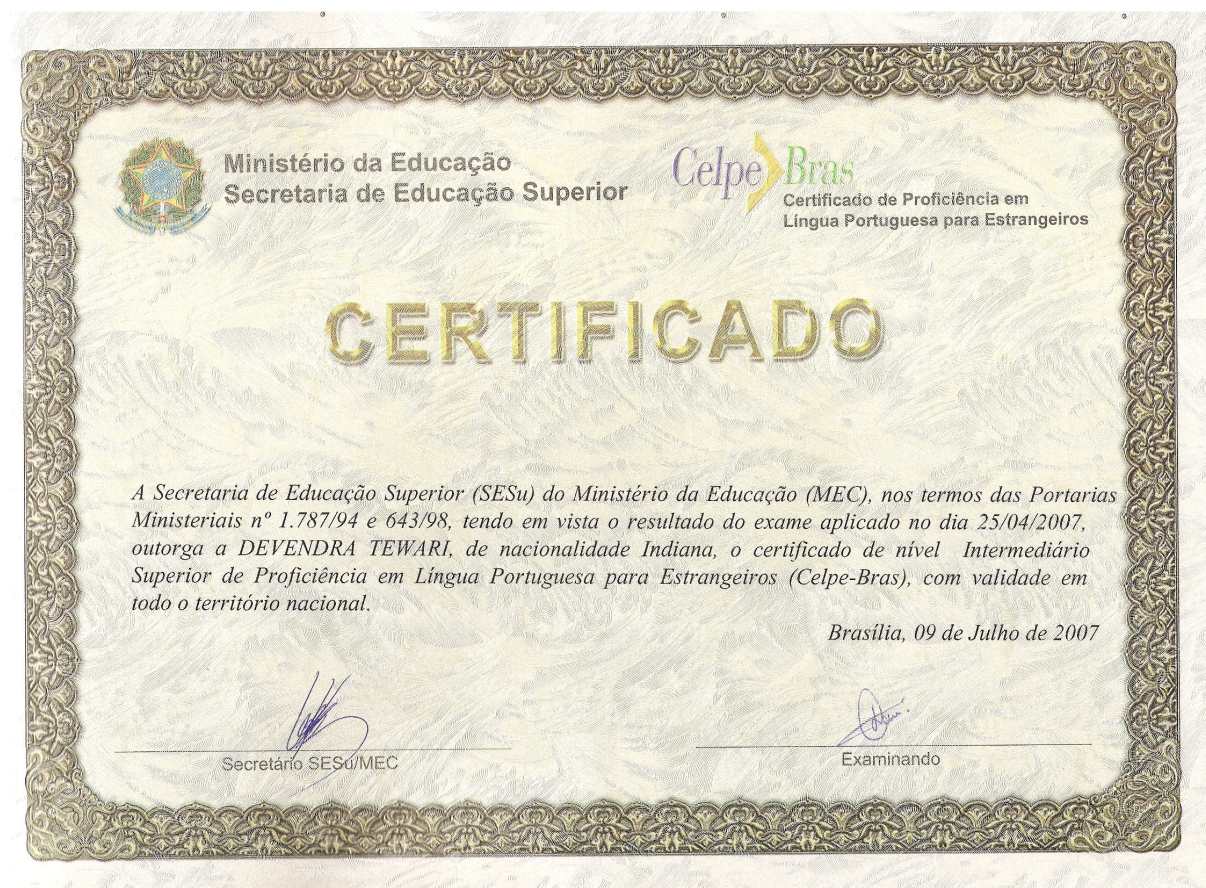 Ministério da Educação
Secretaria de Educação Superior
Celpe Bras
Certificado de Proficiência em
Língua Portuguesa para Estrangeiros
CERTIFICADO
A Secretaria de Educação Superior (SESu) do Ministério da Educação (MEC), nos termos das Portarias
Ministeriais nº 1.787/94 e 643/98, tendo em vista o resultado do exame aplicado no dia 25/04/2007,
outorga a DEVENDRA TEWARI, de nacionalidade Indiana, o certificado de nível Intermediário
Superior de Proficiência em Língua Portuguesa para Estrangeiros (Celpe-Bras), com validade em
todo o território nacional.
Brasília, 09 de Julho de 2007
Secretário SESu/MEC
Examinando